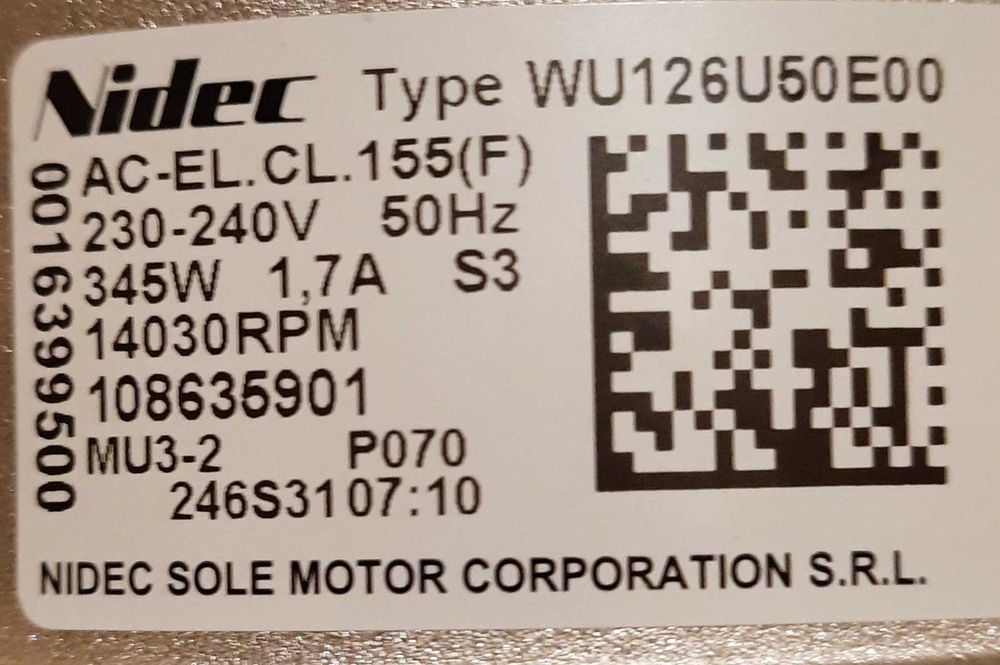 Nidec Type WU126U50E00
AC-EL.CL.155(F)
230-240V 50Hz
345W 1,7A S3
14030RPM
108635901
MU3-2 P070
246S31 07:10
0016399500
NIDEC SOLE MOTOR CORPORATION S.R.L.